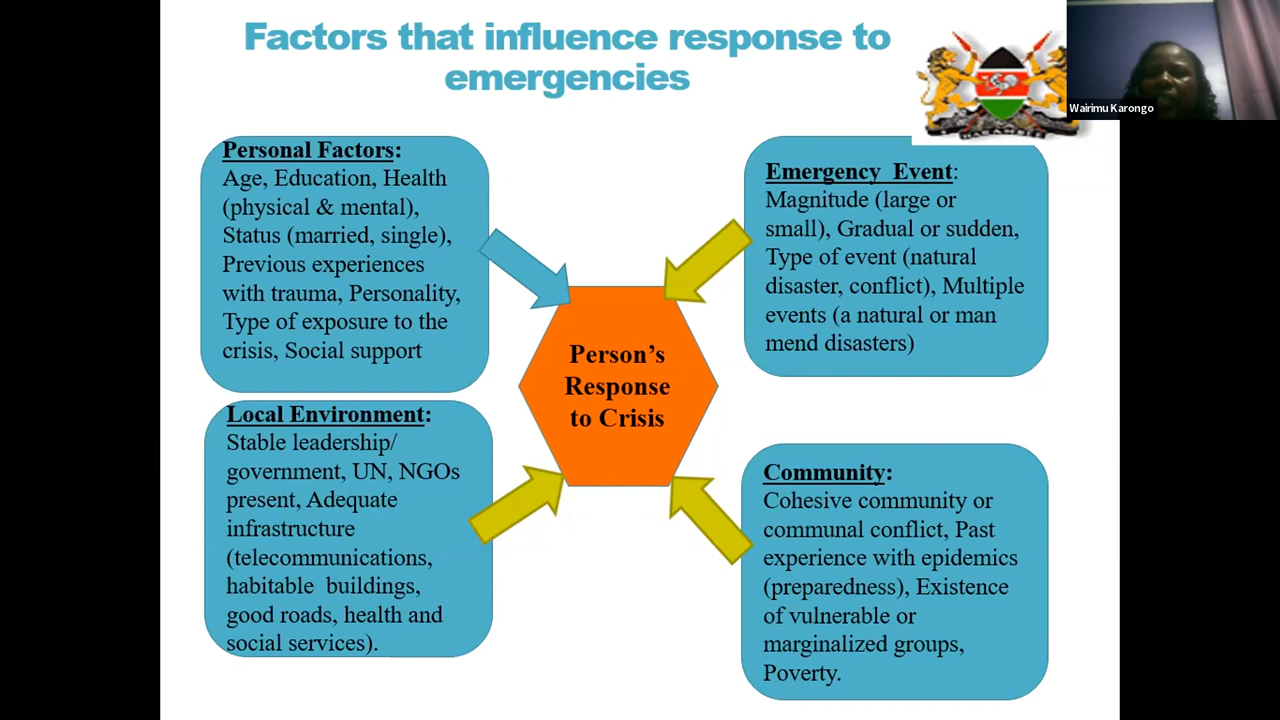 Factors that influence response to
emergencies
Wairimu Karongo
Personal Factors:
Age, Education, Health
(physical & mental),
Status (married, single),
Previous experiences
with trauma, Personality,
Type of exposure to the
crisis, Social support
Emergency Event:
Magnitude (large or
small), Gradual or sudden,
Type of event (natural
disaster, conflict), Multiple
events (a natural or man
mend disasters)
Person’s
Response
to Crisis
Local Environment:
Stable leadership/
government, UN, NGOs
present, Adequate
infrastructure
(telecommunications,
habitable buildings,
good roads, health and
social services).
Community:
Cohesive community or
communal conflict, Past
experience with epidemics
(preparedness), Existence
of vulnerable or
marginalized groups,
Poverty.